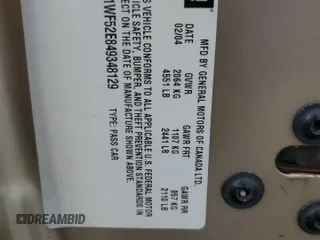 MFD BY GENERAL MOTORS OF CANADA LTD.
DATE GVWR GAWR FRT GAWR RR
02/04 2064 KG 1107 KG 957 KG
4551 LB 2441 LB 2110 LB
THIS VEHICLE CONFORMS TO ALL APPLICABLE U.S. FEDERAL MOTOR
VEHICLE SAFETY, BUMPER, AND THEFT PREVENTION STANDARDS IN
EFFECT ON THE DATE OF MANUFACTURE SHOWN ABOVE.
1WF52E849348129 TYPE: PASS CAR
DREAMBID